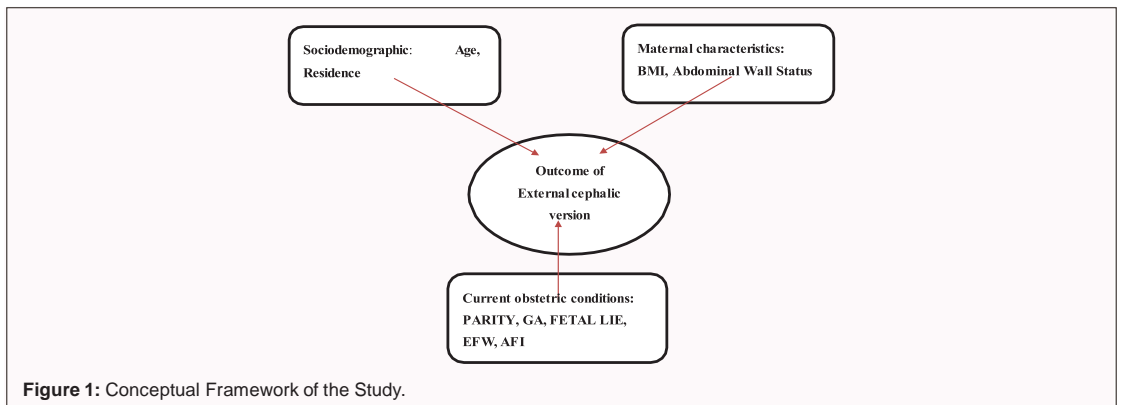 Sociodemographic: Age,
Residence
Maternal characteristics:
BMI, Abdominal Wall Status
Outcome of
External cephalic
version
Current obstetric conditions:
PARITY, GA, FETAL LIE,
EFW, AFI
Figure 1: Conceptual Framework of the Study.